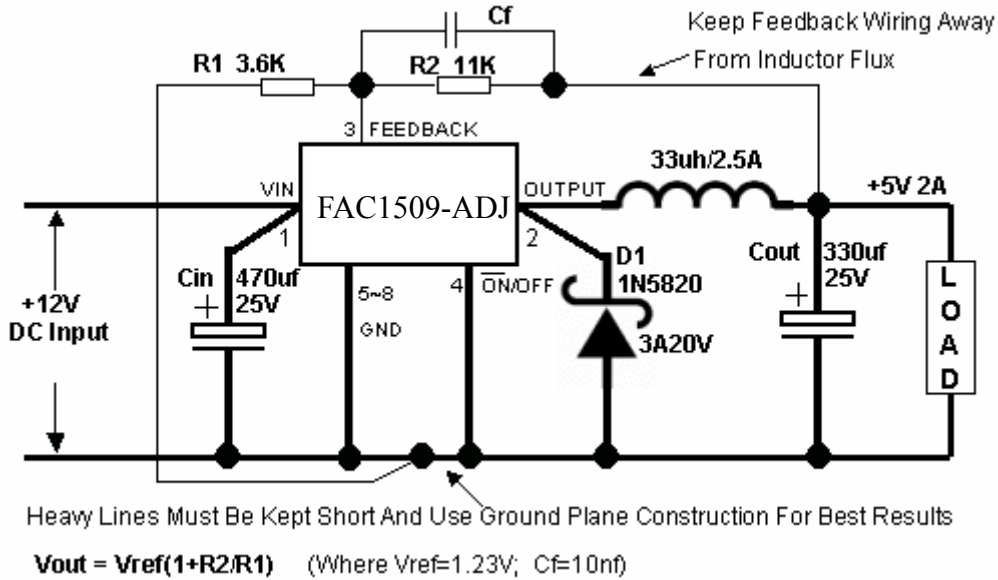 Cf
Keep Feedback Wiring Away
From Inductor Flux
R1 3.6K
R2 11K
3 FEEDBACK
33uh/2.5A
VIN
FAC1509-ADJ
OUTPUT
+5V 2A
1
2
Cin 470uf
25V
+
5~8
GND
4
ON/OFF
D1
1N5820
3A20V
Cout 330uf
25V
+
LOAD
+12V
DC Input
Heavy Lines Must Be Kept Short And Use Ground Plane Construction For Best Results
Vout = Vref(1+R2/R1) (Where Vref=1.23V; Cf=10nf)